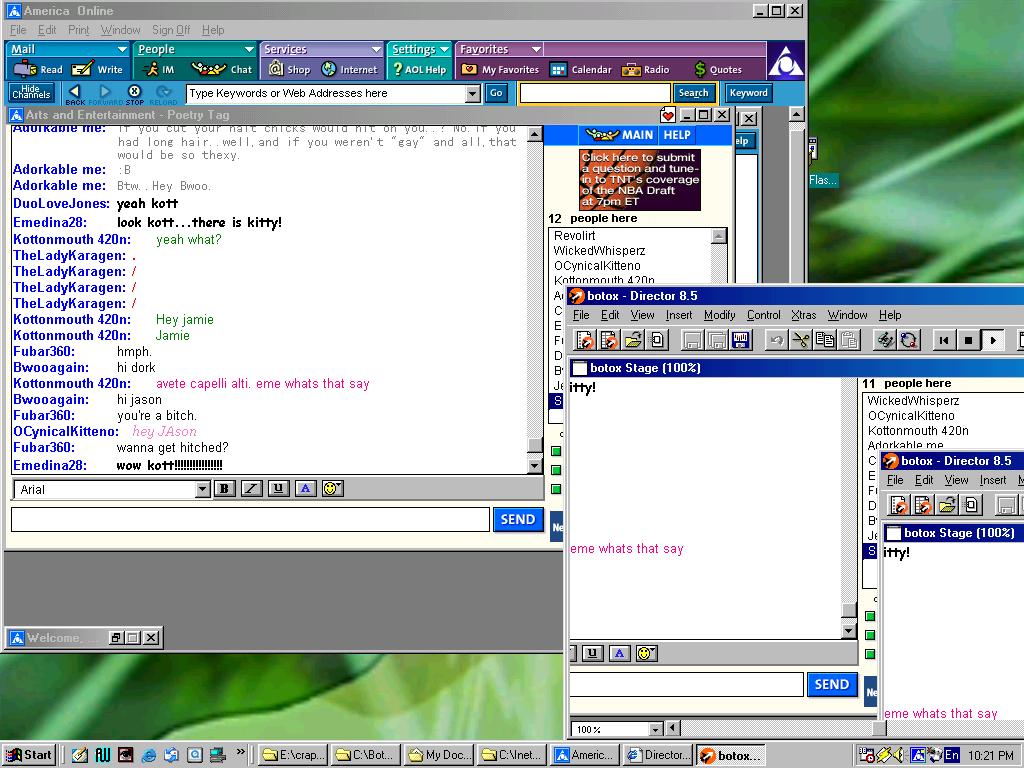 America Online
File Edit Print Window Sign Off Help
Mail People Services Settings Favorites
Read Write IM Chat Shop Internet ? AOL Help My Favorites Calendar Radio Quotes
Hide Channels BACK FORWARD STOP RELOAD Type Keywords or Web Addresses here Go Search Keyword
Arts and Entertainment - Poetry Tag
Adorkable me: If you cut your hair chicks would hit on you..? No.if you
had long hair..well,and if you weren't "gay" and all,that
would be so thexy.
Adorkable me: :B
Adorkable me: Btw..Hey Bwoo.
DuoLoveJones: yeah kott
Emedina28: look kott...there is kitty!
Kottonmouth 420n: yeah what?
TheLadyKaragen: .
TheLadyKaragen: /
TheLadyKaragen: /
TheLadyKaragen: /
Kottonmouth 420n: Hey jamie
Kottonmouth 420n: Jamie
Fubar360: hmph.
Bwooagain: hi dork
Kottonmouth 420n: avete capelli alti. eme whats that say
Bwooagain: hi jason
Fubar360: you're a bitch.
OCynicalKitteno: hey JAson
Fubar360: wanna get hitched?
Emedina28: wow kott!!!!!!!!!!!!!!!!
Arial B I U A
SEND
MAIN HELP
elp
Click here to submit
a question and tune-
in to TNT's coverage
of the NBA Draft
at 7pm ET
12 people here
Revolirt
WickedWhisperz
OCynicalKitteno
Kottonmouth 420n
A
C
E
F
D
B
Je
S
Ne
Flas...
botox - Director 8.5
File Edit View Insert Modify Control Xtras Window Help
botox Stage (100%)
itty!
eme whats that say
U A
SEND
100%
11 people here
WickedWhisperz
OCynicalKitteno
Kottonmouth 420n
Adorkable me
C
E
F
D
B
Je
S
Ne
botox - Director 8.5
File Edit View Insert M
botox Stage (100%)
itty!
eme whats that say
Welcome, ...
Start » E:\crap... C:\Bot... My Doc... C:\Inet... Americ... Director... botox... En 10:21 PM